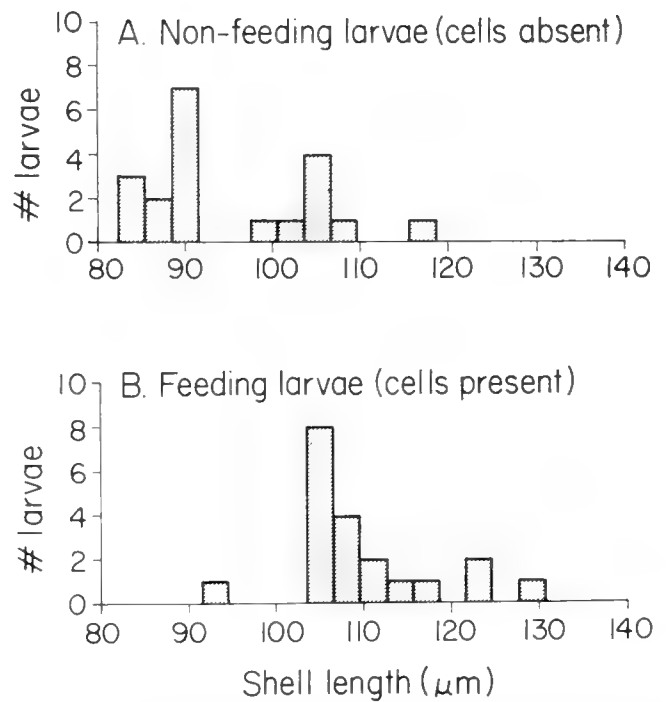 A. Non-feeding larvae (cells absent)
# larvae
10
8
6
4
2
0
80 90 100 110 120 130 140
B. Feeding larvae (cells present)
# larvae
10
8
6
4
2
0
80 90 100 110 120 130 140
Shell length (μm)